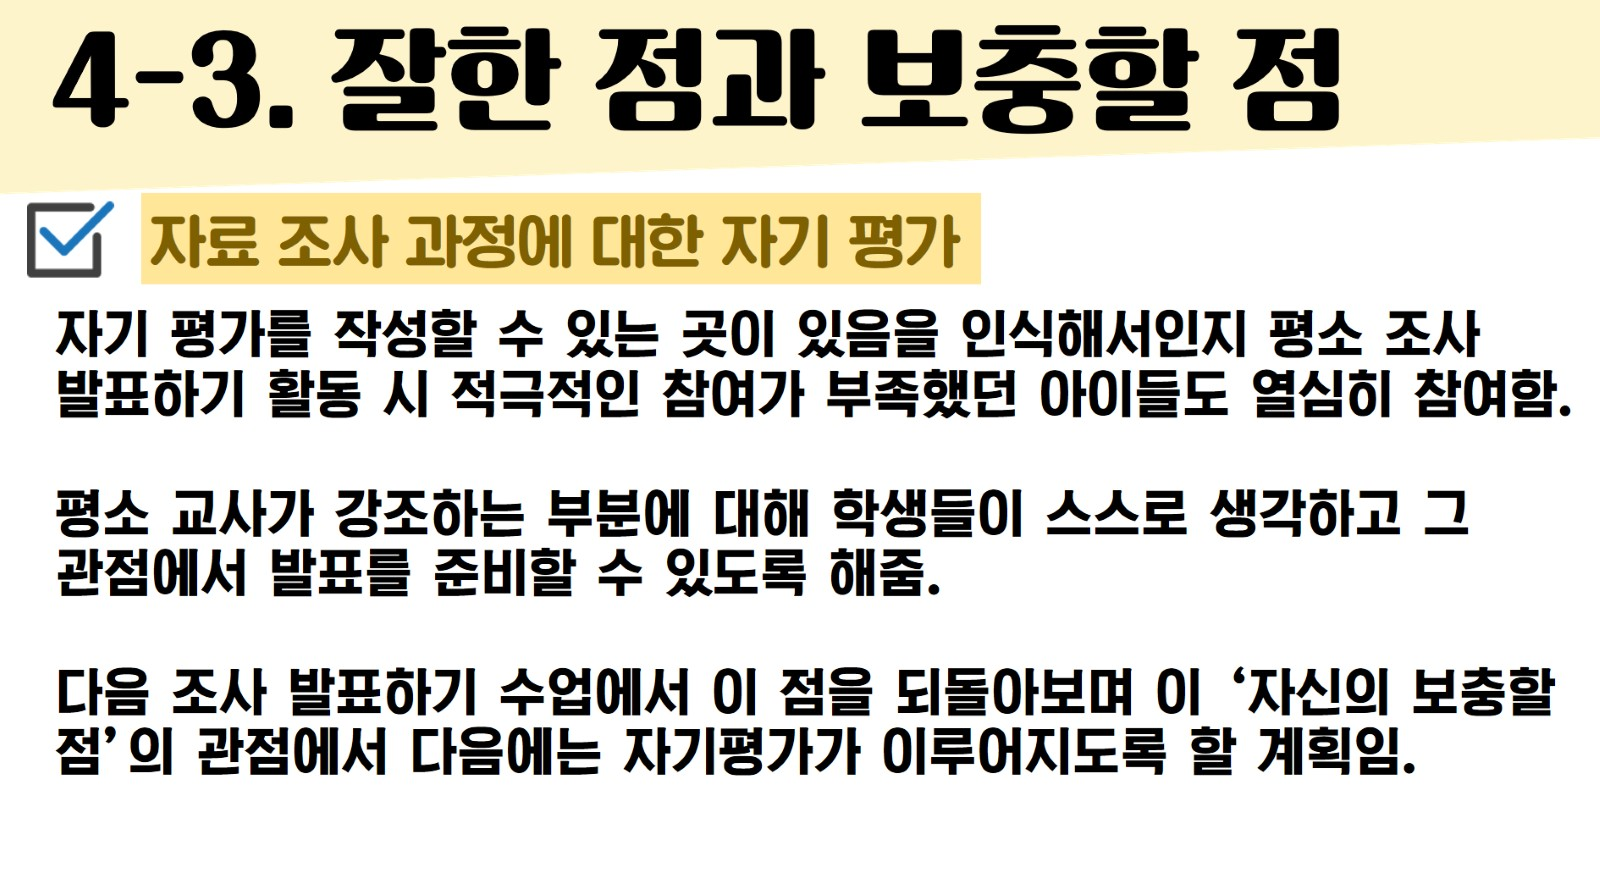 4-3. 잘한 점과 보충할 점
자료 조사 과정에 대한 자기 평가
자기 평가를 작성할 수 있는 곳이 있음을 인식해서인지 평소 조사
발표하기 활동 시 적극적인 참여가 부족했던 아이들도 열심히 참여함.
평소 교사가 강조하는 부분에 대해 학생들이 스스로 생각하고 그
관점에서 발표를 준비할 수 있도록 해줌.
다음 조사 발표하기 수업에서 이 점을 되돌아보며 이 ‘자신의 보충할
점’의 관점에서 다음에는 자기평가가 이루어지도록 할 계획임.